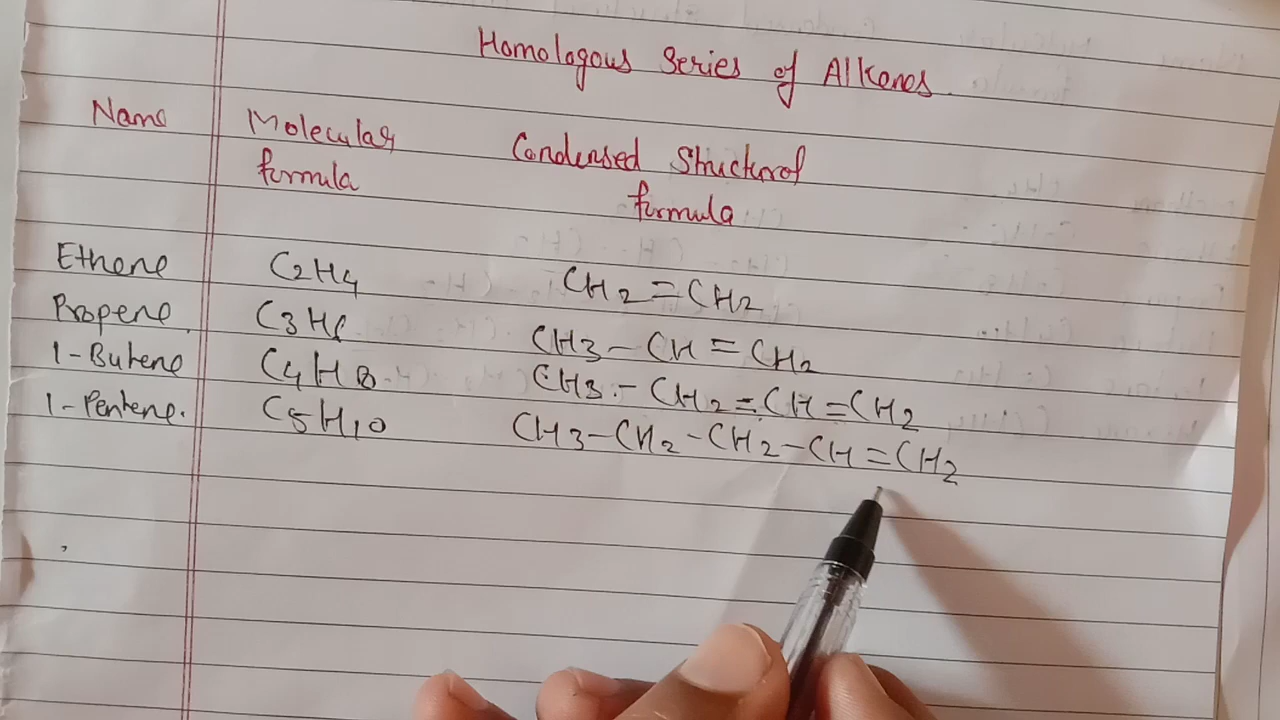 Homologous Series of Alkenes
Name Molecular Condensed Structural
formula formula
Ethene C2H4 CH2=CH2
Propene C3H6 CH3-CH=CH2
1-Butene C4H8 CH3-CH2=CH=CH2
1-Pentene. C5H10 CH3-CH2-CH2-CH=CH2